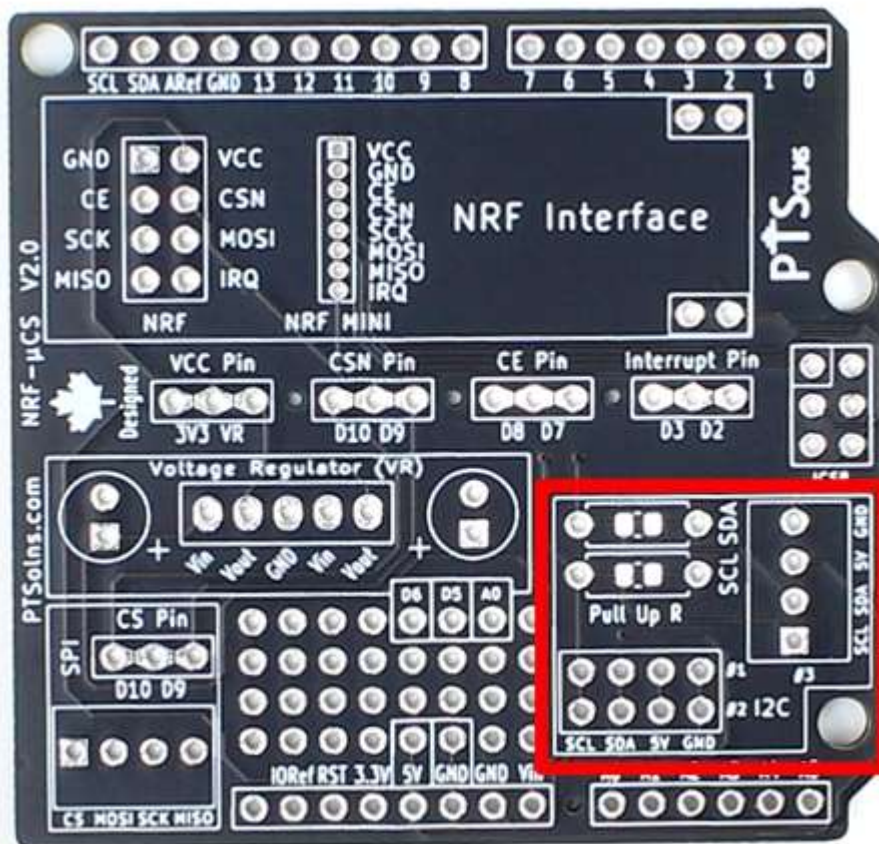 SCL SDA ARef GND 13 12 11 10 9 8 7 6 5 4 3 2 1 0
GND VCC
CE CSN
SCK MOSI
MISO IRQ
NRF
VCC
GND
CE
CSN
SCK
MOSI
MISO
IRQ
NRF MINI
NRF Interface
PTSolns
NRF-µCS V2.0
Designed
VCC Pin
3V3 VR
CSN Pin
D10 D9
CE Pin
D8 D7
Interrupt Pin
D3 D2
PTSolns.com
Voltage Regulator (VR)
+ +
Vin Vout GND Vin Vout
SCL SDA
Pull Up R
SCL SDA 5V GND
#3
#1
#2 I2C
SCL SDA 5V GND
SPI
CS Pin
D10 D9
CS MOSI SCK MISO
D6 D5 A0
IORef RST 3.3V 5V GND GND Vin